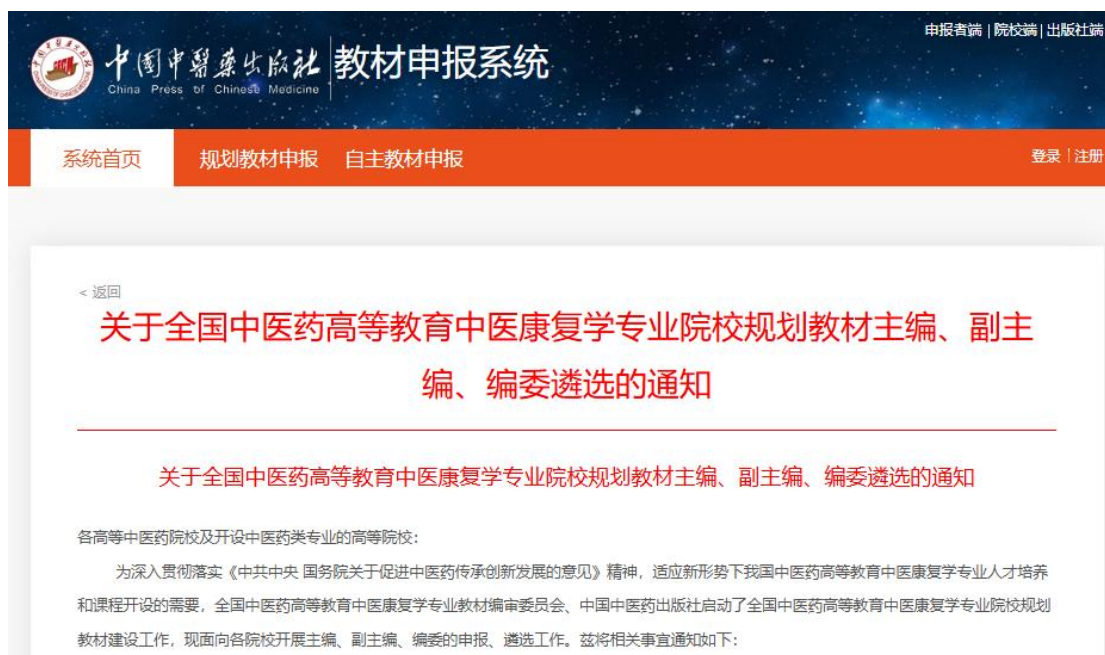 申报者端 | 院校端 | 出版社端
中國中醫藥出版社 教材申报系统
China Press of Chinese Medicine
系统首页 规划教材申报 自主教材申报 登录 | 注册
< 返回
关于全国中医药高等教育中医康复学专业院校规划教材主编、副主
编、编委遴选的通知
关于全国中医药高等教育中医康复学专业院校规划教材主编、副主编、编委遴选的通知
各高等中医药院校及开设中医药类专业的高等院校：
为深入贯彻落实《中共中央 国务院关于促进中医药传承创新发展的意见》精神，适应新形势下我国中医药高等教育中医康复学专业人才培养
和课程开设的需要，全国中医药高等教育中医康复学专业教材编审委员会、中国中医药出版社启动了全国中医药高等教育中医康复学专业院校规划
教材建设工作，现面向各院校开展主编、副主编、编委的申报、遴选工作。兹将相关事宜通知如下：